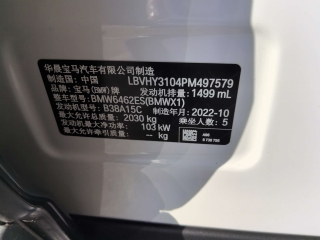 华晨宝马汽车有限公司制造
制造国：中国 LBVHY3104PM497579
品牌：宝马(BMW)牌 发动机排量：1499 mL
整车型号：BMW6462ES(BMWX1)
发动机型号：B38A15C 制造年月：2022-10
最大允许总质量：2030 kg 乘坐人数：5
发动机最大净功率：103 kW
最大允许牵引质量：-- kg